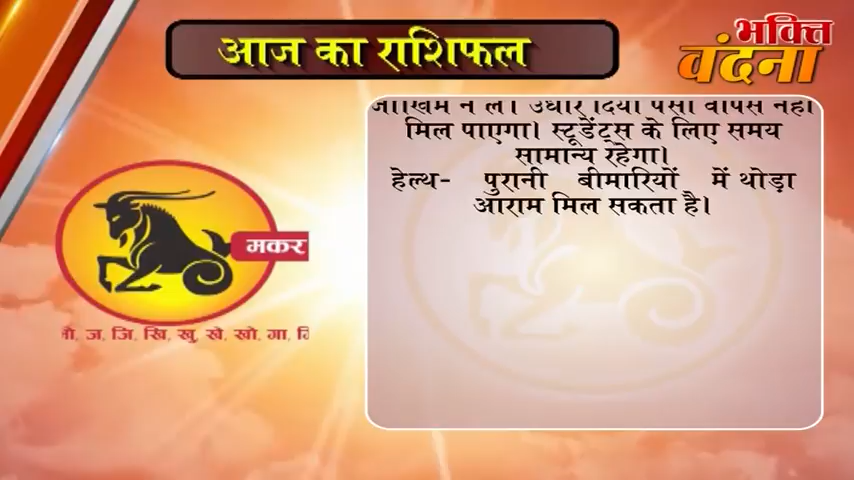 आज का राशिफल
भक्ति
वंदना
जोखिम न लें। उधार दिया पैसा वापस नहीं
मिल पाएगा। स्टूडेंट्स के लिए समय
सामान्य रहेगा।
हेल्थ- पुरानी बीमारियों में थोड़ा
आराम मिल सकता है।
मकर
ज, जि, खि, खु, खे, खो, गा,